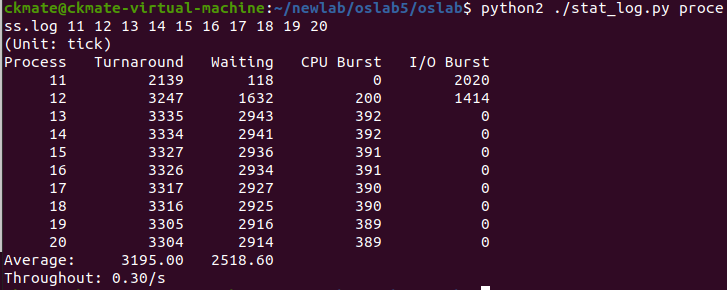 ckmate@ckmate-virtual-machine:~/newlab/oslab5/oslab$ python2 ./stat_log.py proce
ss.log 11 12 13 14 15 16 17 18 19 20
(Unit: tick)
Process   Turnaround   Waiting   CPU Burst   I/O Burst
     11         2139       118           0        2020
     12         3247      1632         200        1414
     13         3335      2943         392           0
     14         3334      2941         392           0
     15         3327      2936         391           0
     16         3326      2934         391           0
     17         3317      2927         390           0
     18         3316      2925         390           0
     19         3305      2916         389           0
     20         3304      2914         389           0
Average:     3195.00   2518.60
Throughout: 0.30/s